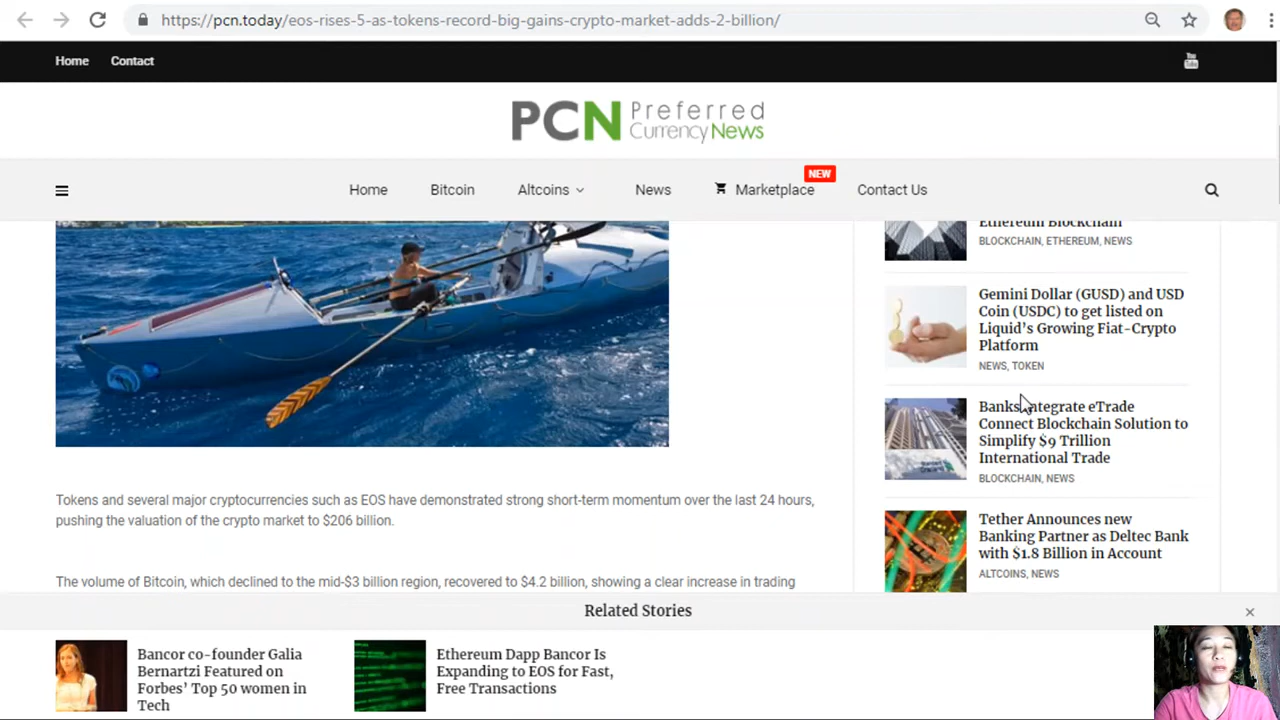 https://pcn.today/eos-rises-5-as-tokens-record-big-gains-crypto-market-adds-2-billion/
Home Contact
You Tube
PCN Preferred
Currency News
NEW
Home Bitcoin Altcoins News Marketplace Contact Us
Ethereum Blockchain
BLOCKCHAIN, ETHEREUM, NEWS
Gemini Dollar (GUSD) and USD
Coin (USDC) to get listed on
Liquid's Growing Fiat-Crypto
Platform
NEWS, TOKEN
Banks Integrate eTrade
Connect Blockchain Solution to
Simplify $9 Trillion
International Trade
BLOCKCHAIN, NEWS
Tether Announces new
Banking Partner as Deltec Bank
with $1.8 Billion in Account
ALTCOINS, NEWS
Tokens and several major cryptocurrencies such as EOS have demonstrated strong short-term momentum over the last 24 hours,
pushing the valuation of the crypto market to $206 billion.
The volume of Bitcoin, which declined to the mid-$3 billion region, recovered to $4.2 billion, showing a clear increase in trading
Related Stories
Bancor co-founder Galia
Bernartzi Featured on
Forbes' Top 50 women in
Tech
Ethereum Dapp Bancor Is
Expanding to EOS for Fast,
Free Transactions